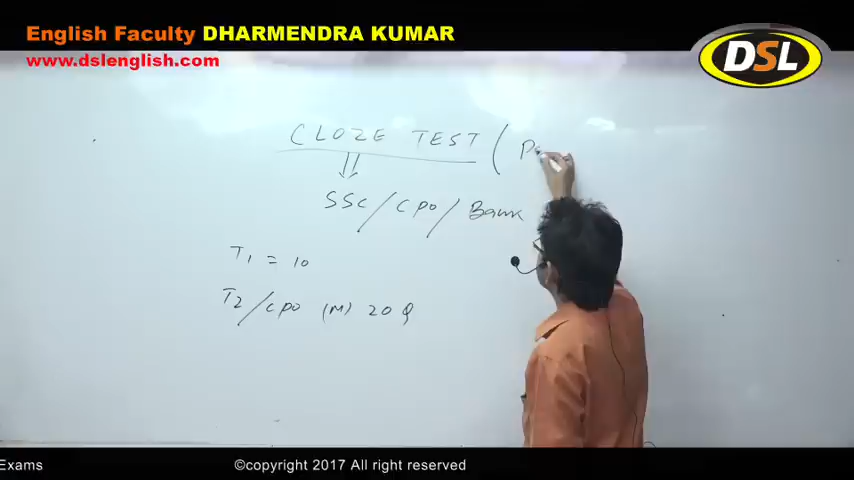 English Faculty DHARMENDRA KUMAR
www.dslenglish.com
DSL
CLOZE TEST (
SSC / CPO / Bank
T1 = 10
T2 / CPO (M) 20 Q
Exams
©copyright 2017 All right reserved